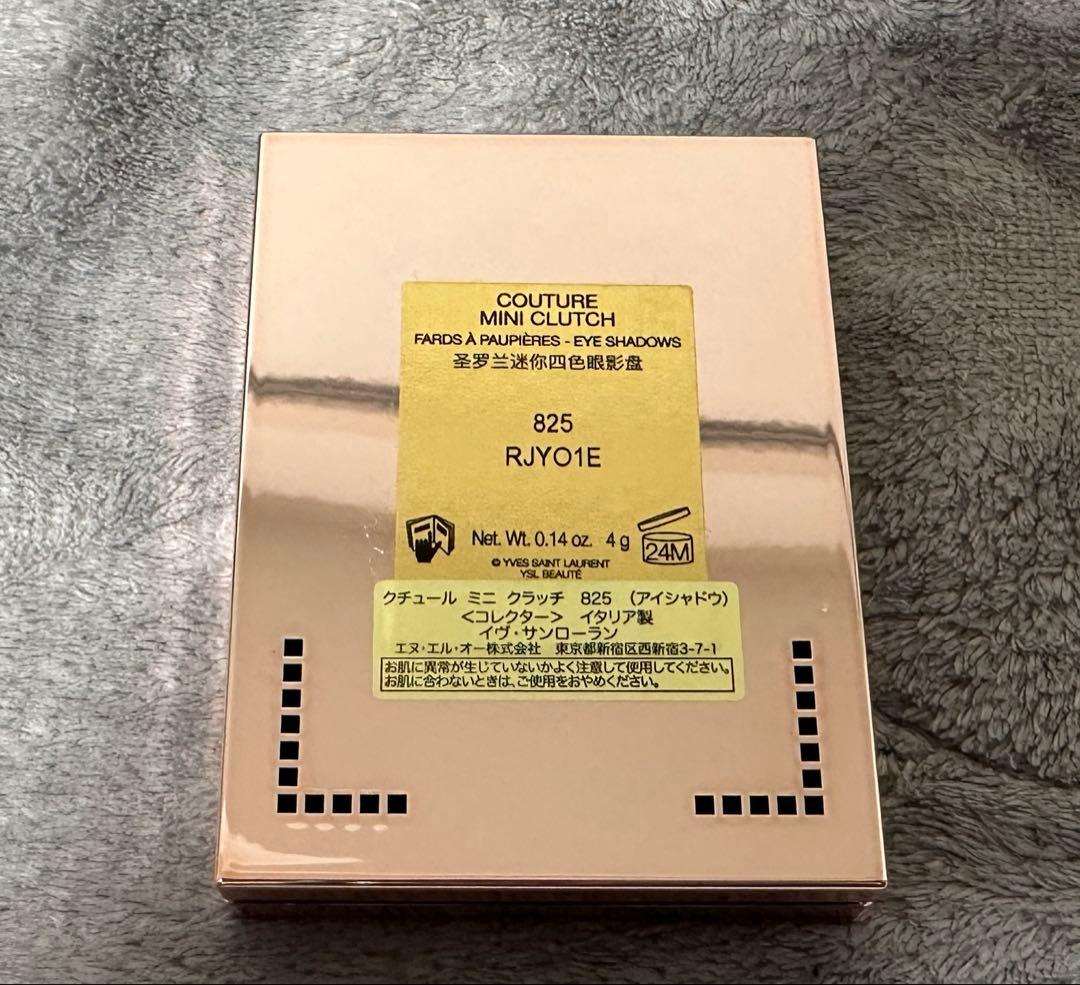 COUTURE
MINI CLUTCH
FARDS À PAUPIÈRES - EYE SHADOWS
圣罗兰迷你四色眼影盘
825
RJYO1E
Net. Wt. 0.14 oz. 4 g
24M
© YVES SAINT LAURENT
YSL BEAUTÉ
クチュール ミニ クラッチ 825 (アイシャドウ)
<コレクター> イタリア製
イヴ・サンローラン
エヌ・エル・オー株式会社 東京都新宿区西新宿3-7-1
お肌に異常が生じていないかよく注意して使用してください。
お肌に合わないときは、ご使用をおやめください。